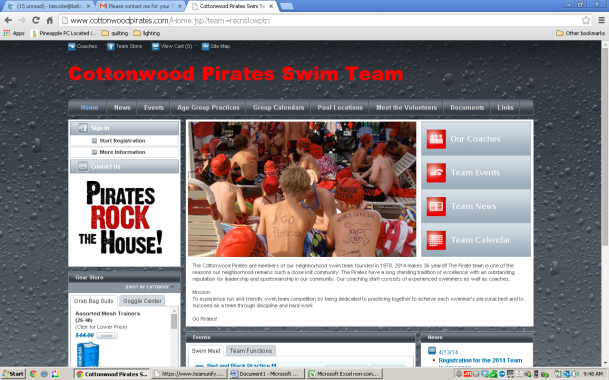 (15 unread) - kmcoke@bells
Please contact me for your
Cottonwood Pirates Swim Te
www.cottonwoodpirates.com/Home.jsp?team=recnslcwptn
Apps
Pineapple PC Located i
quilting
lighting
Other bookmarks
Coaches
Team Store
View Cart (0)
Site Map
Cottonwood Pirates Swim Team
Home
News
Events
Age Group Practices
Group Calendars
Pool Locations
Meet the Volunteers
Documents
Links
Sign In
Start Registration
More Information
Contact Us
PIRATES
ROCK
THE
HOUSE!
GO
PIRATES
Our Coaches
Team Events
Team News
Team Calendar
The Cottonwood Pirates are members of our neighborhood swim team founded in 1978. 2014 makes 36 years!! The Pirate team is one of the
reasons our neighborhood remains such a close knit community. The Pirates have a long standing tradition of excellence with an outstanding
reputation for leadership and sportsmanship in our community. Our coaching staff consists of experienced swimmers as well as coaches.
Mission:
To experience fun and friendly swim team competition by being dedicated to practicing together to achieve each swimmer's personal best and to
succeed as a team through discipline and hard work.
Go Pirates!
Gear Store
SHOP BY CATEGORY
Grab Bag Suits
Goggle Center
Assorted Mesh Trainers
(26-40)
(Click for Lower Price)
$44.00
Events
Swim Meet
Team Functions
Red and Black Practice M
News
4/13/14
Registration for the 2014 Team
Start
Cottonwood Pirates S...
https://www.teamunify...
Document1 - Microsoft ...
Microsoft Excel non-com...
9:48 AM